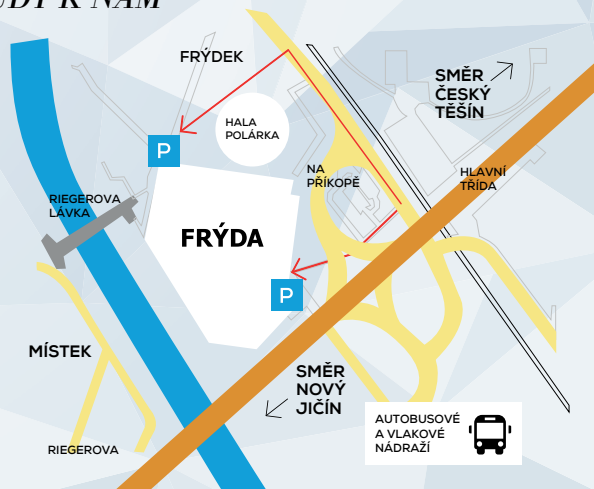 K NÁM
FRÝDEK
SMĚR
ČESKÝ
TĚŠÍN
HALA
POLÁRKA
P
NA
PŘÍKOPĚ
HLAVNÍ
TŘÍDA
RIEGEROVA
LÁVKA
FRÝDA
P
MÍSTEK
SMĚR
NOVÝ
JIČÍN
AUTOBUSOVÉ
A VLAKOVÉ
NÁDRAŽÍ
RIEGEROVA